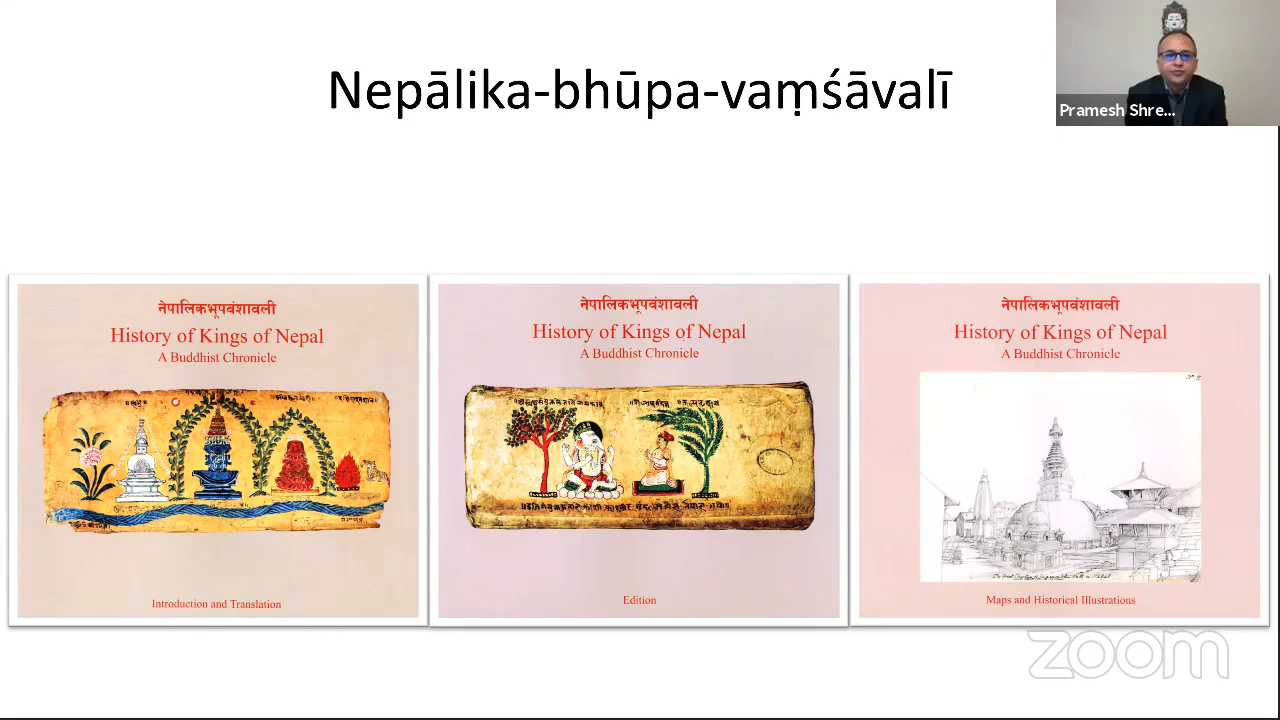 Nepālika-bhūpa-vaṃśāvalī
Pramesh Shre...
नेपालिकभूपवंशावली
History of Kings of Nepal
A Buddhist Chronicle
Introduction and Translation
नेपालिकभूपवंशावली
History of Kings of Nepal
A Buddhist Chronicle
Edition
नेपालिकभूपवंशावली
History of Kings of Nepal
A Buddhist Chronicle
Maps and Historical Illustrations
zoom